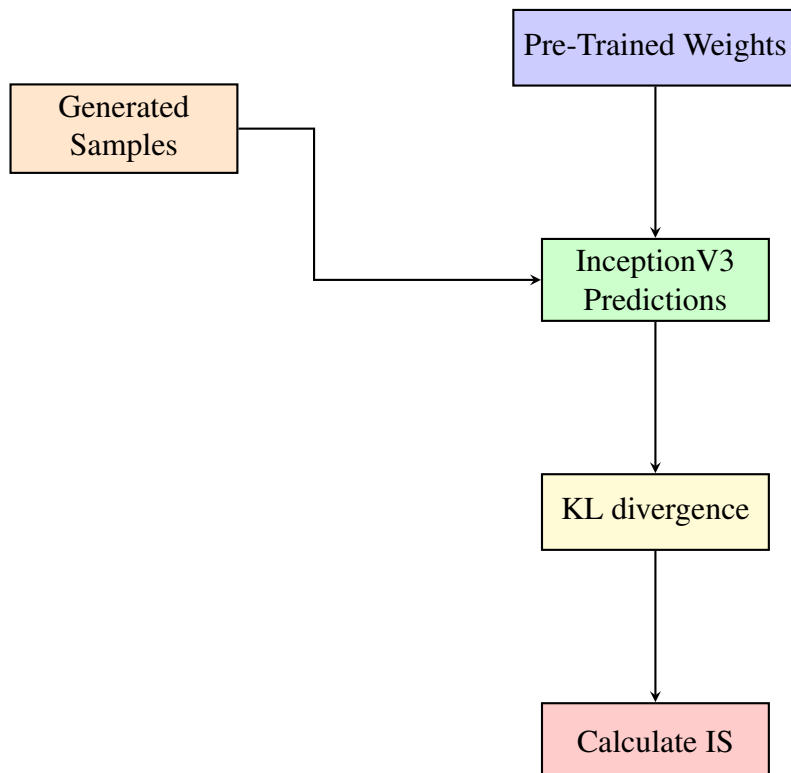 Pre-Trained Weights
Generated
Samples
InceptionV3
Predictions
KL divergence
Calculate IS